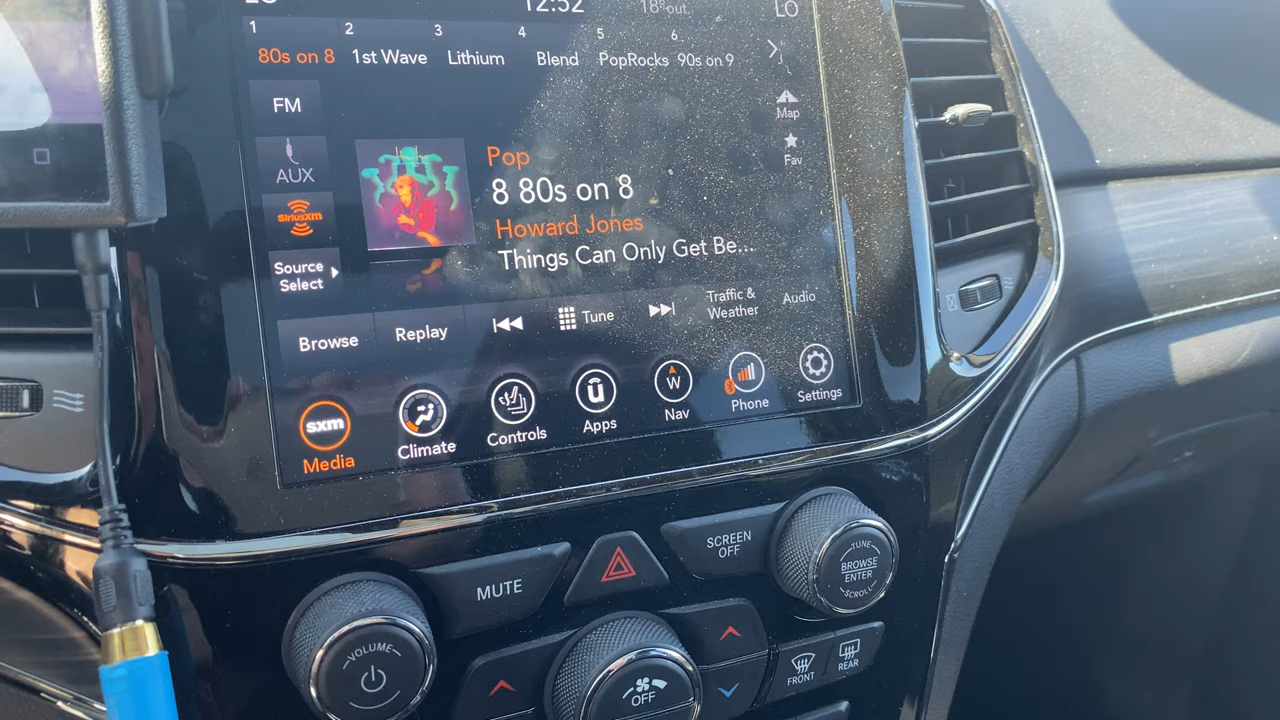 12:52
18° out.
LO
1 2 3 4 5 6
80s on 8 1st Wave Lithium Blend PopRocks 90s on 9
FM
Map
AUX
Fav
Pop
8 80s on 8
SiriusXm
Howard Jones
Things Can Only Get Be...
Source
Select
Browse
Replay
Tune
Traffic &
Weather
Audio
sxm
Media
Climate
Controls
u
Apps
W
Nav
Phone
Settings
MUTE
SCREEN
OFF
TUNE
BROWSE
ENTER
SCROLL
VOLUME
OFF
FRONT
REAR